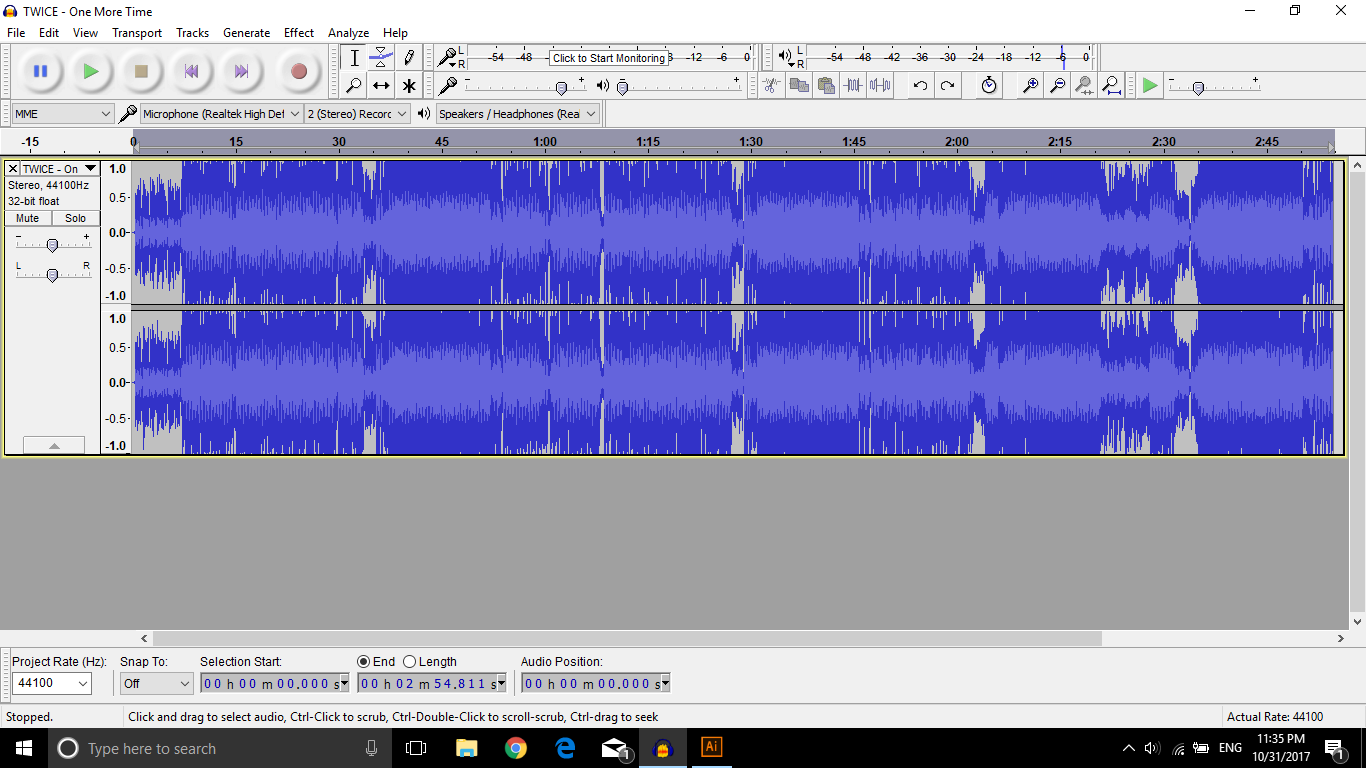 TWICE - One More Time
File Edit View Transport Tracks Generate Effect Analyze Help
L
R
-54 -48 Click to Start Monitoring 8 -12 -6 0
L
R
-54 -48 -42 -36 -30 -24 -18 -12 -6 0
- + - + - +
MME Microphone (Realtek High Def 2 (Stereo) Recorc Speakers / Headphones (Rea
-15 0 15 30 45 1:00 1:15 1:30 1:45 2:00 2:15 2:30 2:45
TWICE - On
Stereo, 44100Hz
32-bit float
Mute Solo
- +
L R
1.0
0.5-
0.0-
-0.5-
-1.0
1.0
0.5-
0.0-
-0.5-
-1.0
Project Rate (Hz): Snap To: Selection Start: End Length Audio Position:
44100 Off 00 h 00 m 00.000 s 00 h 02 m 54.811 s 00 h 00 m 00.000 s
Stopped. Click and drag to select audio, Ctrl-Click to scrub, Ctrl-Double-Click to scroll-scrub, Ctrl-drag to seek Actual Rate: 44100
Type here to search 1 Ai ENG 11:35 PM
10/31/2017 1